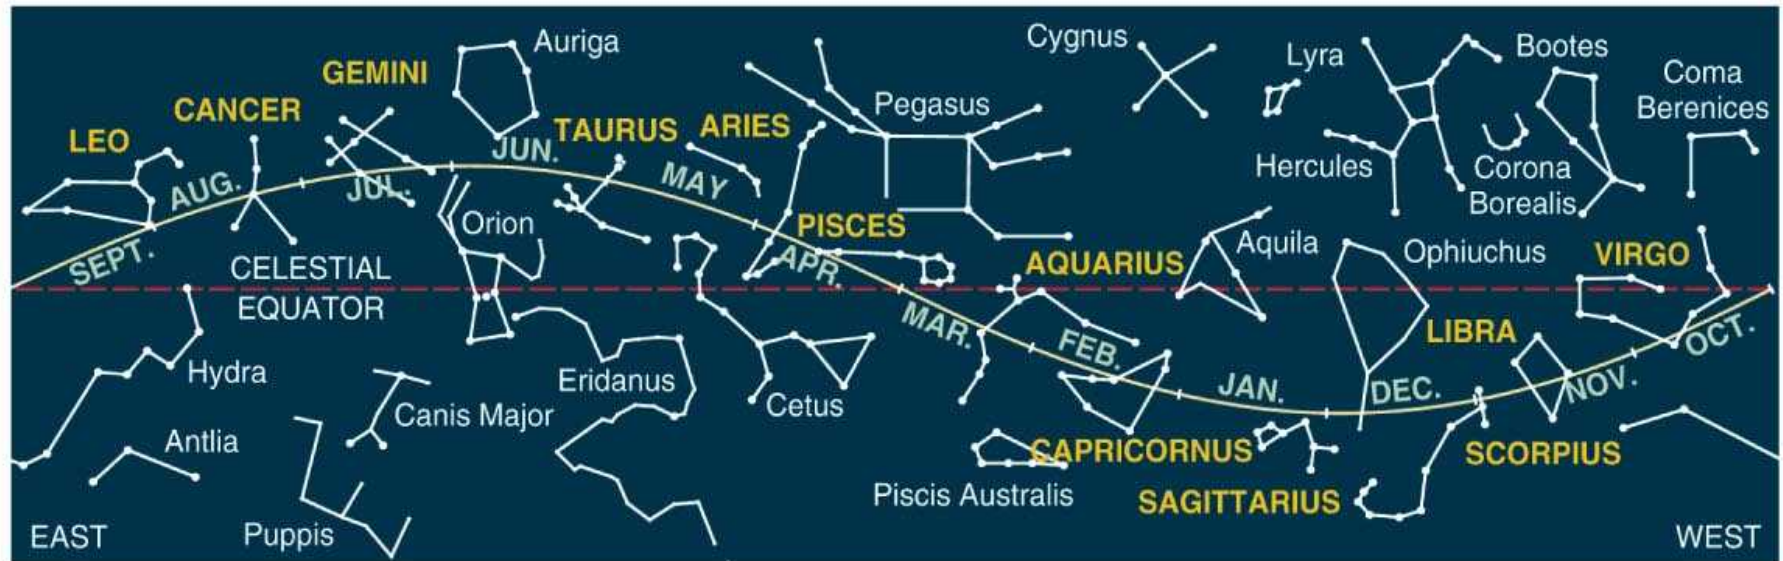 Auriga
Cygnus
Lyra
Bootes
Coma
Berenices
GEMINI
CANCER
LEO
TAURUS
ARIES
Pegasus
Hercules
Corona
Borealis
JUN.
MAY
AUG.
JUL.
SEPT.
Orion
PISCES
APR.
AQUARIUS
Aquila
Ophiuchus
VIRGO
CELESTIAL
EQUATOR
MAR.
FEB.
JAN.
DEC.
NOV.
OCT.
LIBRA
Hydra
Canis Major
Eridanus
Cetus
Antlia
CAPRICORNUS
SCORPIUS
Piscis Australis
SAGITTARIUS
EAST
Puppis
WEST